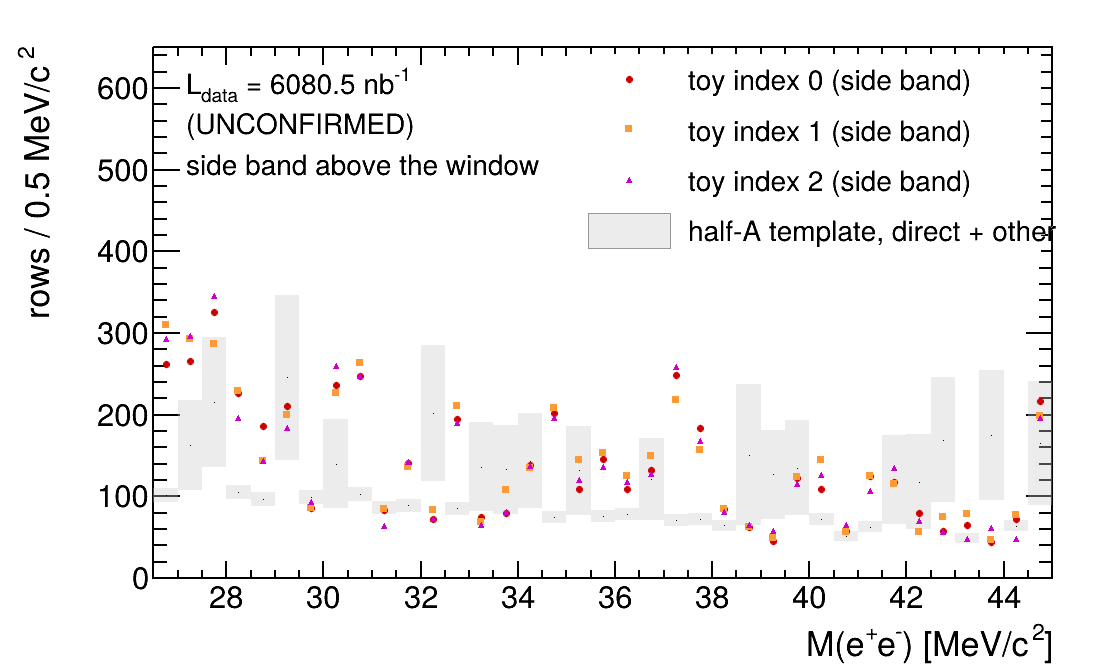 rows / 0.5 MeV/c²
600
500
400
300
200
100
0
L_data = 6080.5 nb⁻¹
(UNCONFIRMED)
side band above the window
toy index 0 (side band)
toy index 1 (side band)
toy index 2 (side band)
half-A template, direct + other
28 30 32 34 36 38 40 42 44
M(e⁺e⁻) [MeV/c²]